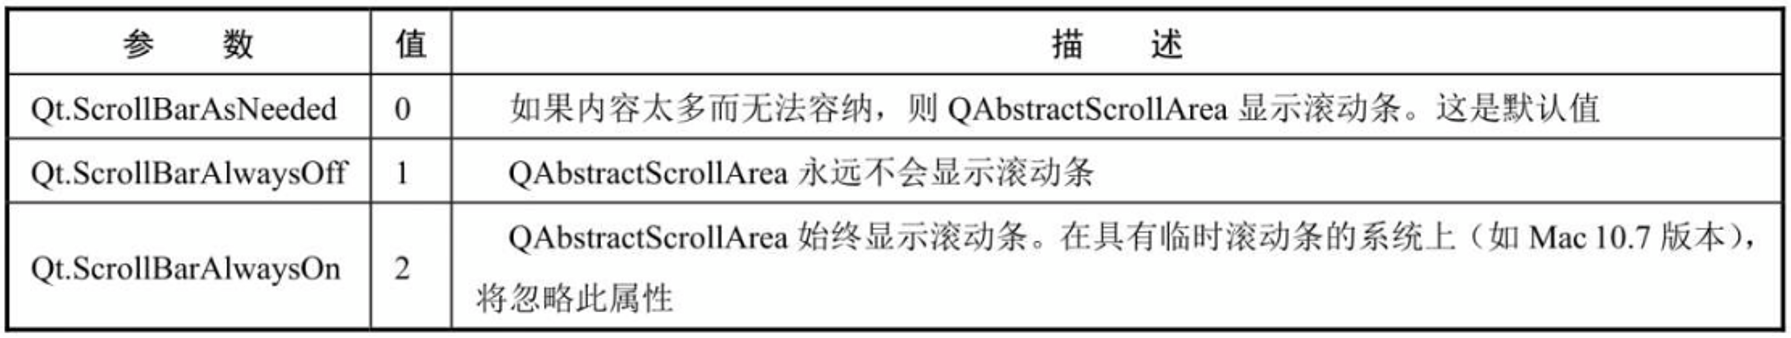 参 数 值 描 述
Qt.ScrollBarAsNeeded 0 如果内容太多而无法容纳，则 QAbstractScrollArea 显示滚动条。这是默认值
Qt.ScrollBarAlwaysOff 1 QAbstractScrollArea 永远不会显示滚动条
Qt.ScrollBarAlwaysOn 2 QAbstractScrollArea 始终显示滚动条。在具有临时滚动条的系统上（如 Mac 10.7 版本），
将忽略此属性